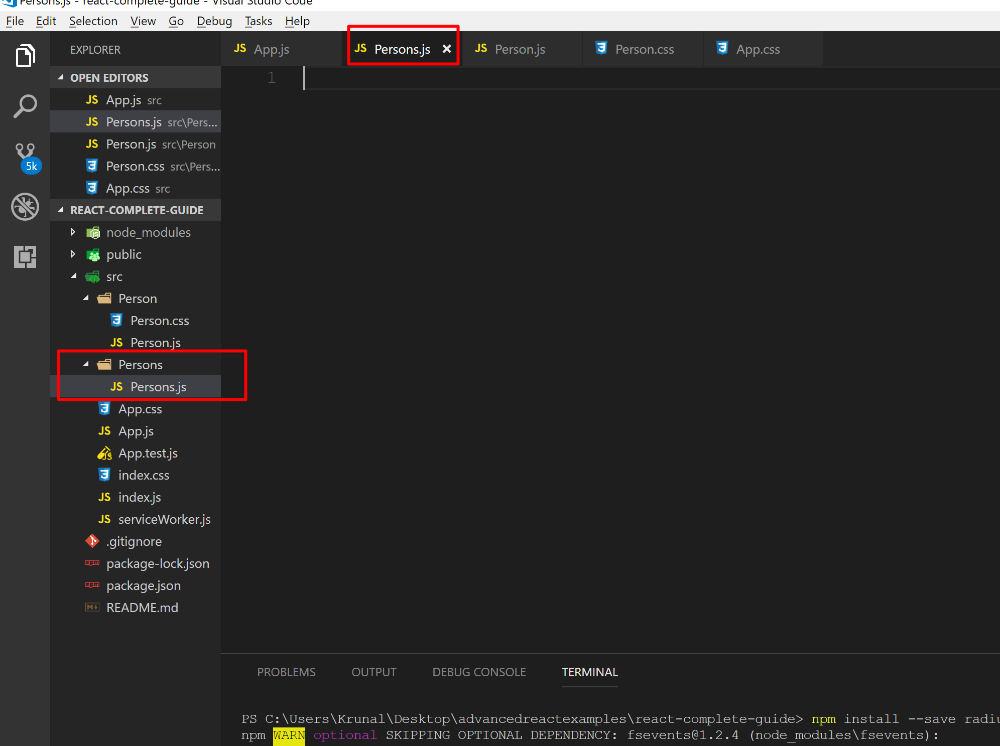 Persons.js - react-complete-guide - Visual Studio Code
File Edit Selection View Go Debug Tasks Help
EXPLORER
JS App.js
JS Persons.js
JS Person.js
Person.css
App.css
OPEN EDITORS
1
JS App.js src
JS Persons.js src\Pers...
JS Person.js src\Person
5k
Person.css src\Pers...
App.css src
REACT-COMPLETE-GUIDE
node_modules
public
src
Person
Person.css
JS Person.js
Persons
JS Persons.js
App.css
JS App.js
App.test.js
index.css
JS index.js
JS serviceWorker.js
.gitignore
package-lock.json
package.json
README.md
PROBLEMS OUTPUT DEBUG CONSOLE TERMINAL
PS C:\Users\Krunal\Desktop\advancedreactexamples\react-complete-guide> npm install --save radiu
npm WARN optional SKIPPING OPTIONAL DEPENDENCY: fsevents@1.2.4 (node_modules\fsevents):